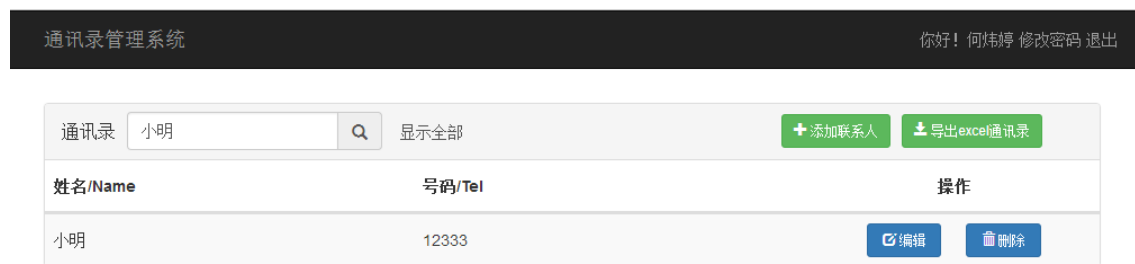 通讯录管理系统 你好！何炜婷 修改密码 退出
通讯录 小明 显示全部 添加联系人 导出excel通讯录
姓名/Name 号码/Tel 操作
小明 12333 编辑 删除